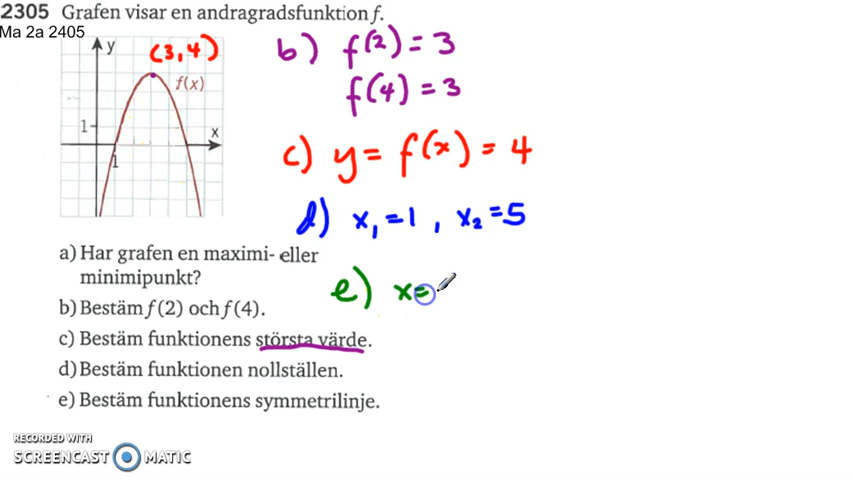 2305 Grafen visar en andragradsfunktion f.
Ma 2a 2405
y
(3,4)
f(x)
1
x
1
b) f(2) = 3
f(4) = 3
c) y = f(x) = 4
d) x₁ = 1 , x₂ = 5
e) x =
a) Har grafen en maximi- eller
minimipunkt?
b) Bestäm f(2) och f(4).
c) Bestäm funktionens största värde.
d) Bestäm funktionen nollställen.
e) Bestäm funktionens symmetrilinje.
RECORDED WITH
SCREENCAST MATIC